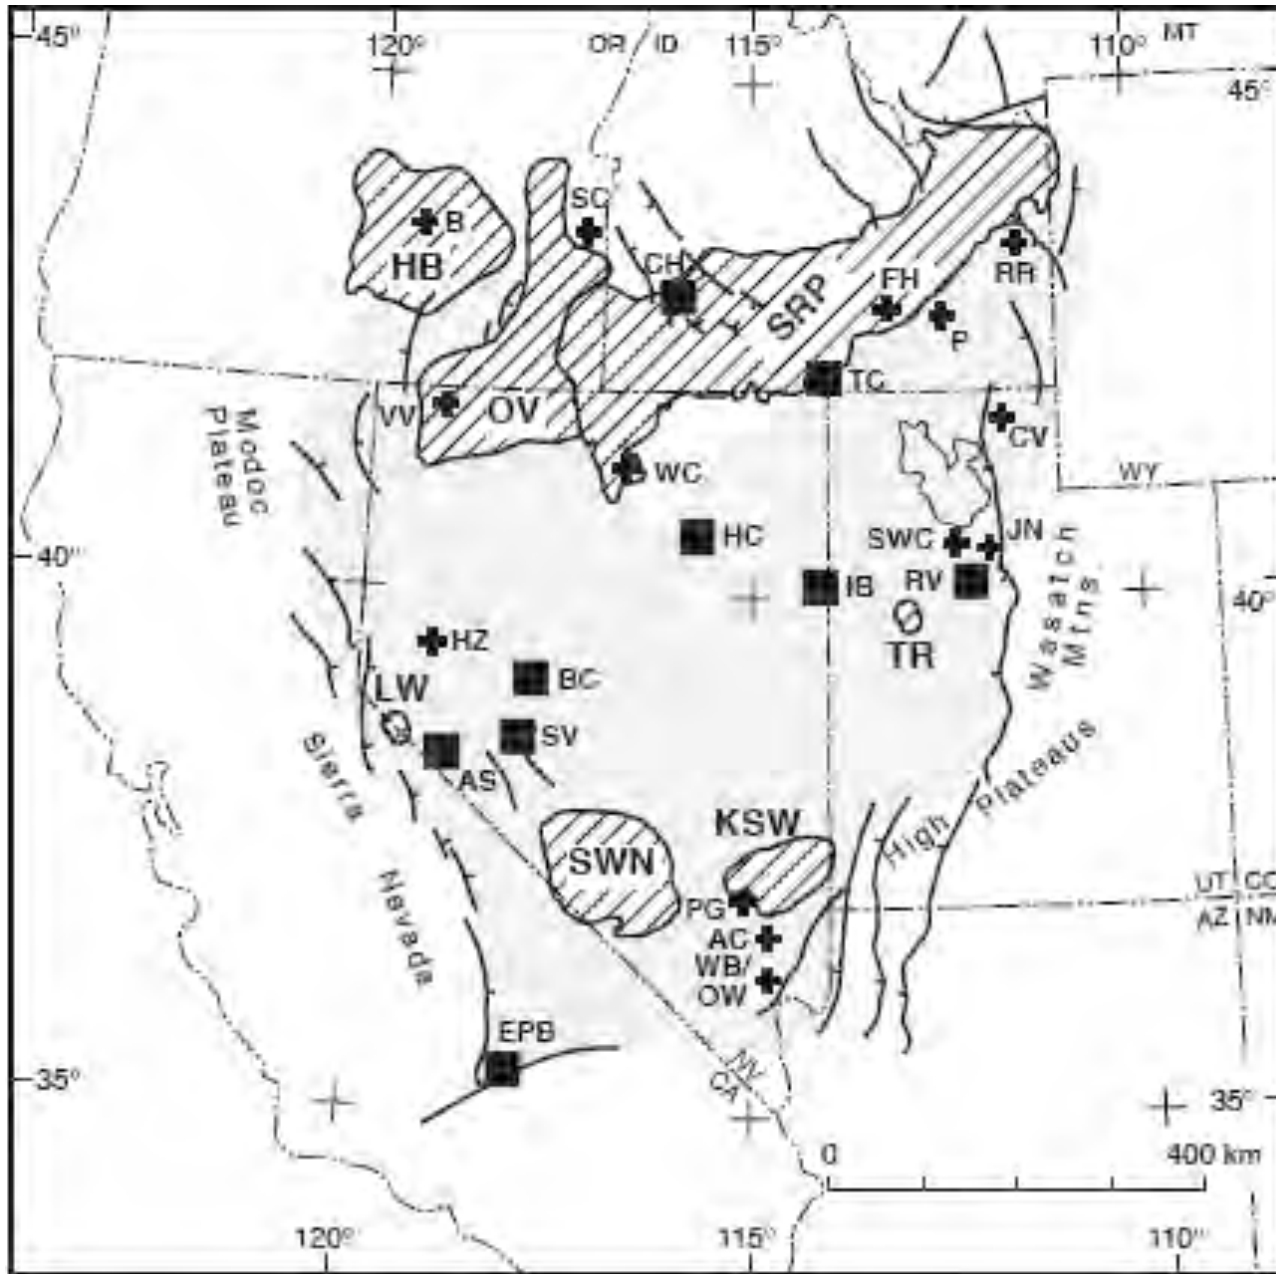 45°
120°
OR
ID
115°
110°
MT
45°
SC
B
HB
CH
FH
RR
SRP
P
TC
VV
OV
CV
Modoc
Plateau
WC
WY
HC
SWC
JN
40°
IB
RV
40°
Wasatch
Mtns.
HZ
TR
LW
BC
SV
AS
Sierra
High Plateaus
KSW
SWN
Nevada
UT
CO
PG
AZ
NM
AC
WB/
OW
EPB
NV
CA
35°
35°
0
400 km
120°
115°
110°